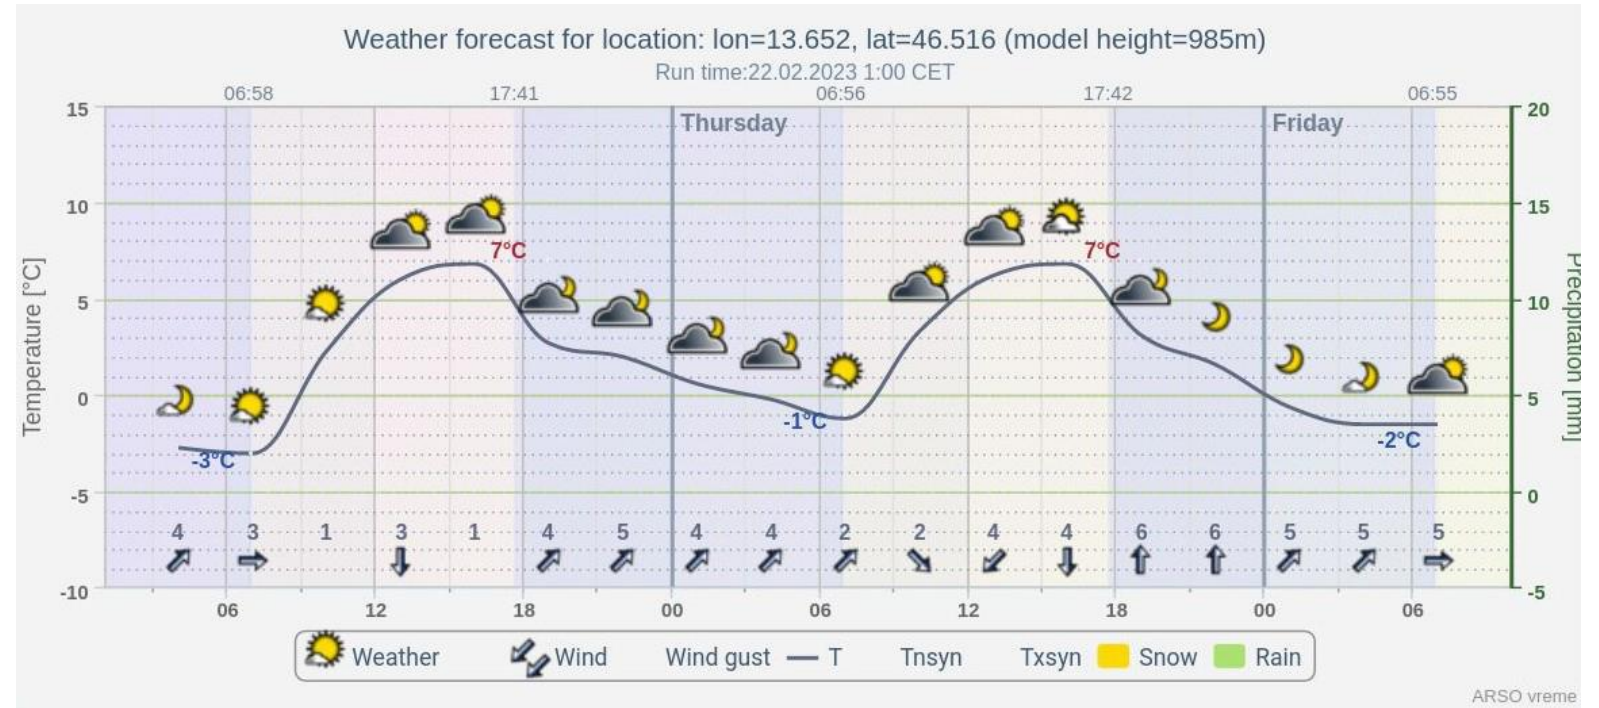 Weather forecast for location: lon=13.652, lat=46.516 (model height=985m)
Run time:22.02.2023 1:00 CET
06:58 17:41 06:56 17:42 06:55
15 20
Thursday Friday
10 15
7°C 7°C
Temperature [°C]
Precipitation [mm]
5 10
0 5
-1°C
-2°C
-3°C
-5 0
4 3 1 3 1 4 5 4 4 2 2 4 4 6 6 5 5 5
-10 -5
06 12 18 00 06 12 18 00 06
Weather Wind Wind gust T Tnsyn Txsyn Snow Rain
ARSO vreme